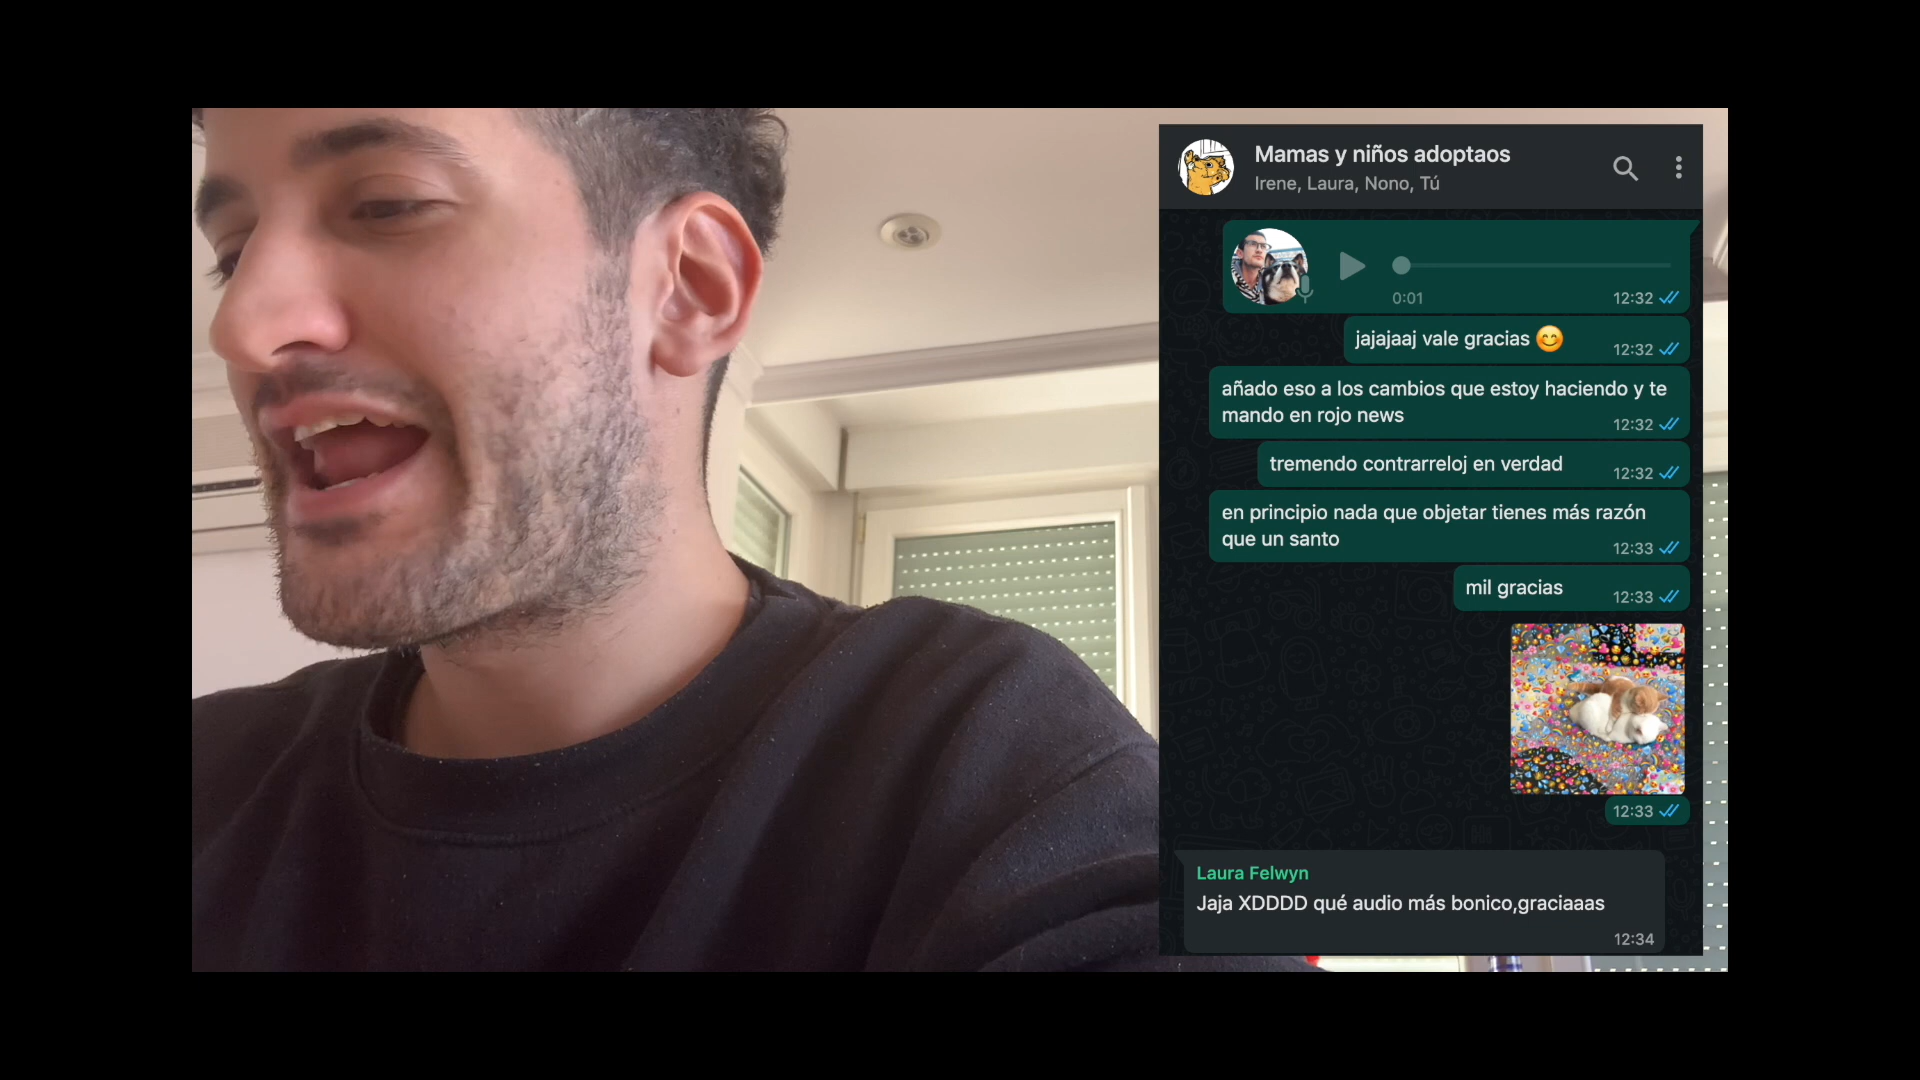 Mamas y niños adoptaos
Irene, Laura, Nono, Tú
0:01
12:32
jajajaaj vale gracias 😊
12:32
añado eso a los cambios que estoy haciendo y te
mando en rojo news
12:32
tremendo contrarreloj en verdad
12:32
en principio nada que objetar tienes más razón
que un santo
12:33
mil gracias
12:33
12:33
Laura Felwyn
Jaja XDDDD qué audio más bonico,graciaaas
12:34